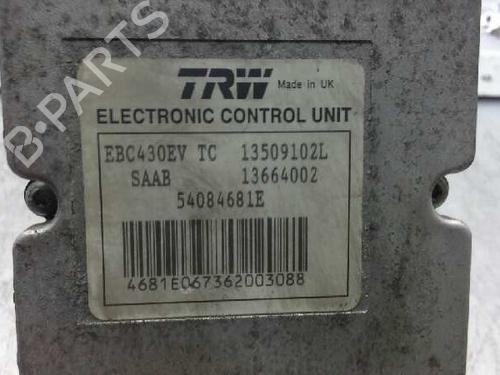 B-PARTS
TRW Made in UK
ELECTRONIC CONTROL UNIT
EBC430EV TC 13509102L
SAAB 13664002
54084681E
4681E067362003088